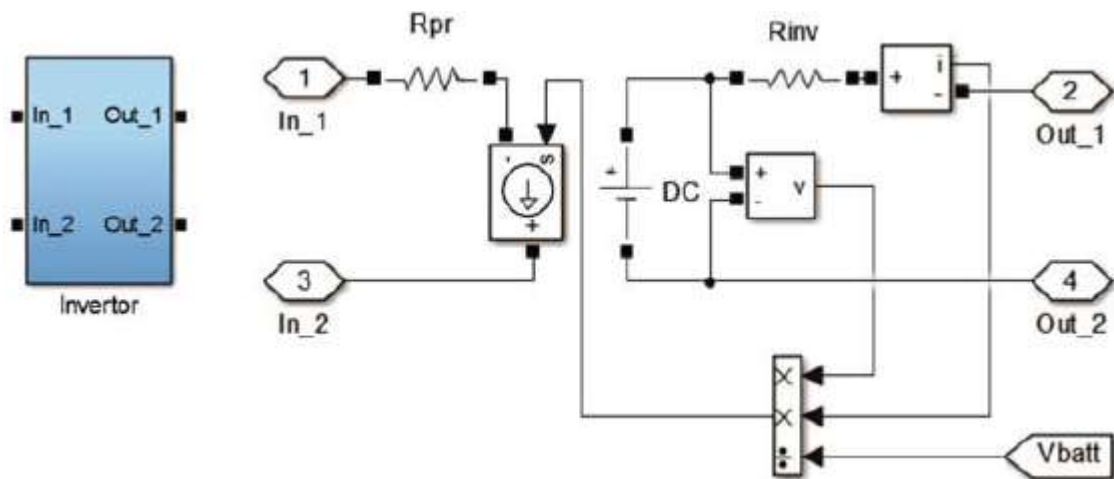 Rpr
Rinv
In_1 Out_1
In_2 Out_2
Invertor
1
In_1
- s
+
3
In_2
+
DC
+
-
v
+ i
-
2
Out_1
4
Out_2
×
×
÷
Vbatt